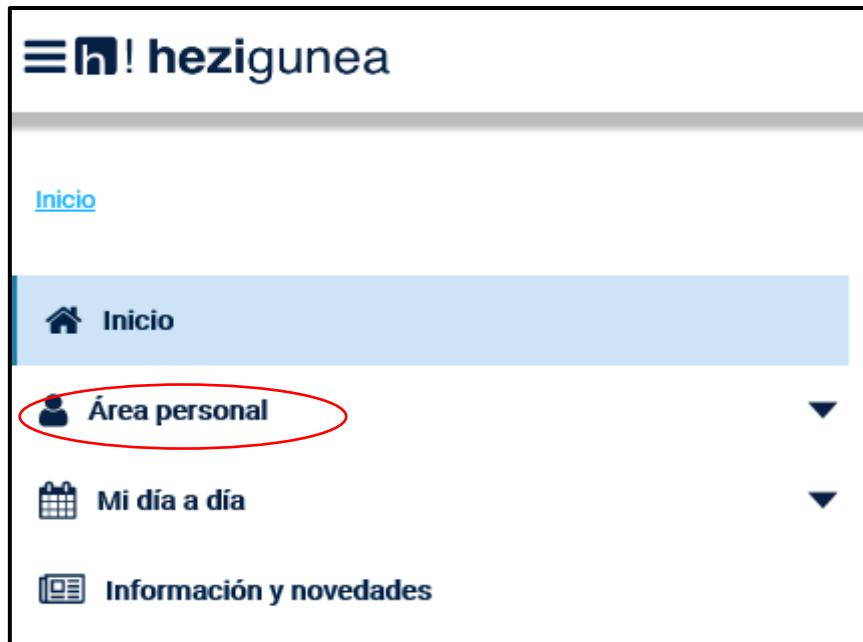 h! hezigunea
Inicio
Inicio
Área personal
Mi día a día
Información y novedades